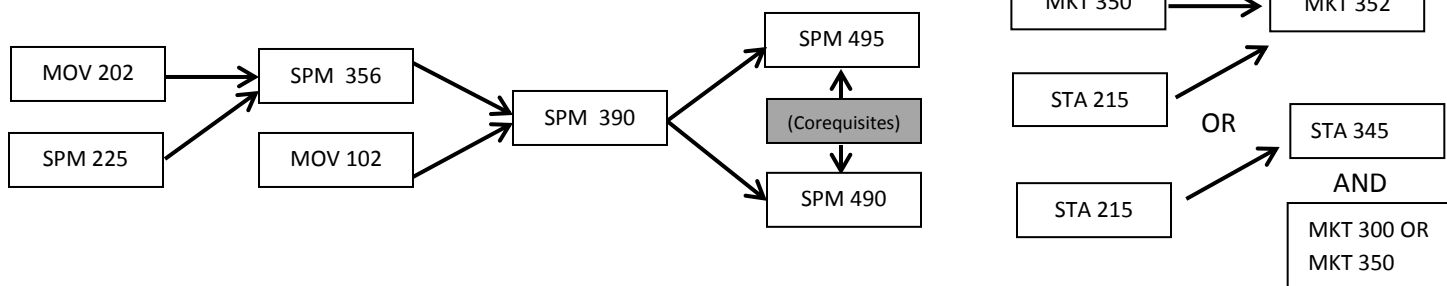 MOV 202
SPM 225
SPM 356
MOV 102
SPM 390
SPM 495
(Corequisites)
SPM 490
MKT 350
MKT 352
STA 215
OR
STA 215
STA 345
AND
MKT 300 OR
MKT 350